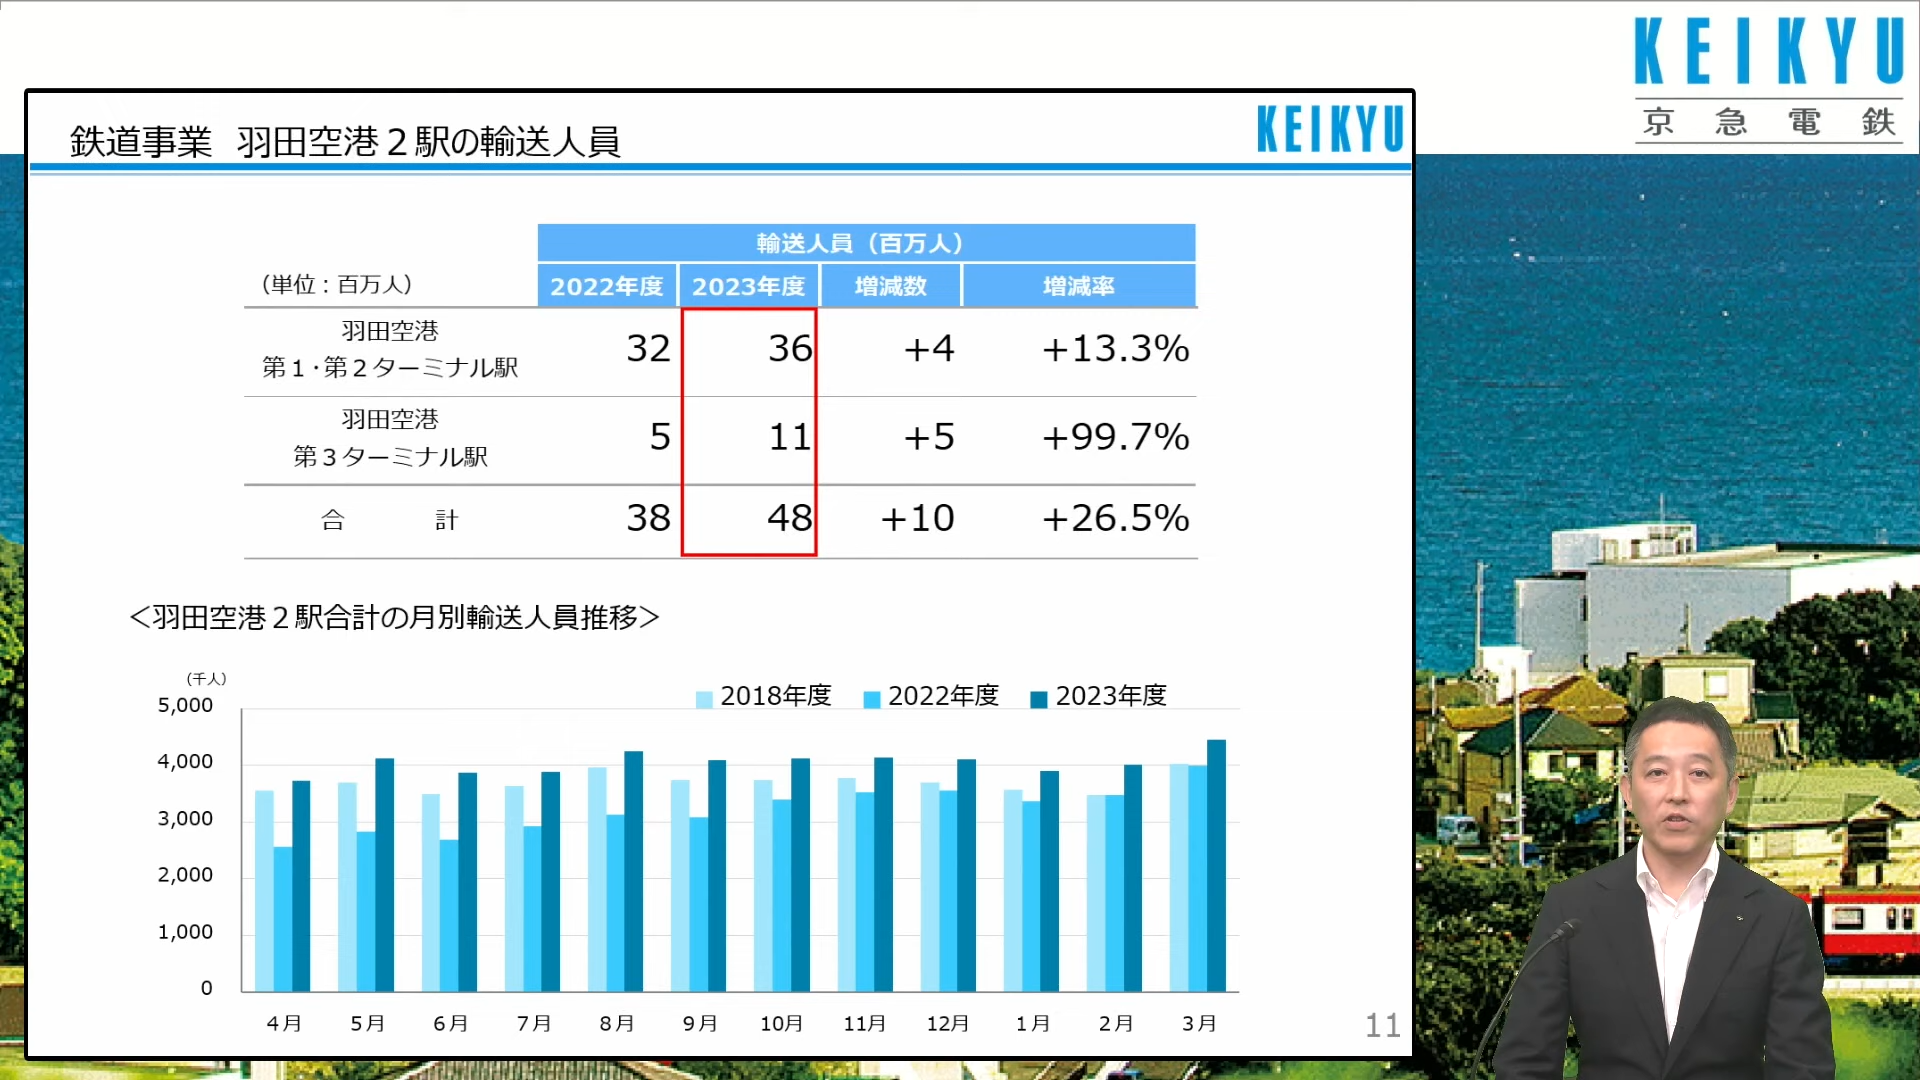 KEIKYU
京急電鉄
鉄道事業 羽田空港２駅の輸送人員
KEIKYU
輸送人員（百万人）
（単位：百万人） 2022年度 2023年度 増減数 増減率
羽田空港
第１･第２ターミナル駅 32 36 +4 +13.3%
羽田空港
第３ターミナル駅 5 11 +5 +99.7%
合計 38 48 +10 +26.5%
＜羽田空港２駅合計の月別輸送人員推移＞
（千人）
2018年度 2022年度 2023年度
5,000
4,000
3,000
2,000
1,000
0
4月 5月 6月 7月 8月 9月 10月 11月 12月 1月 2月 3月
11